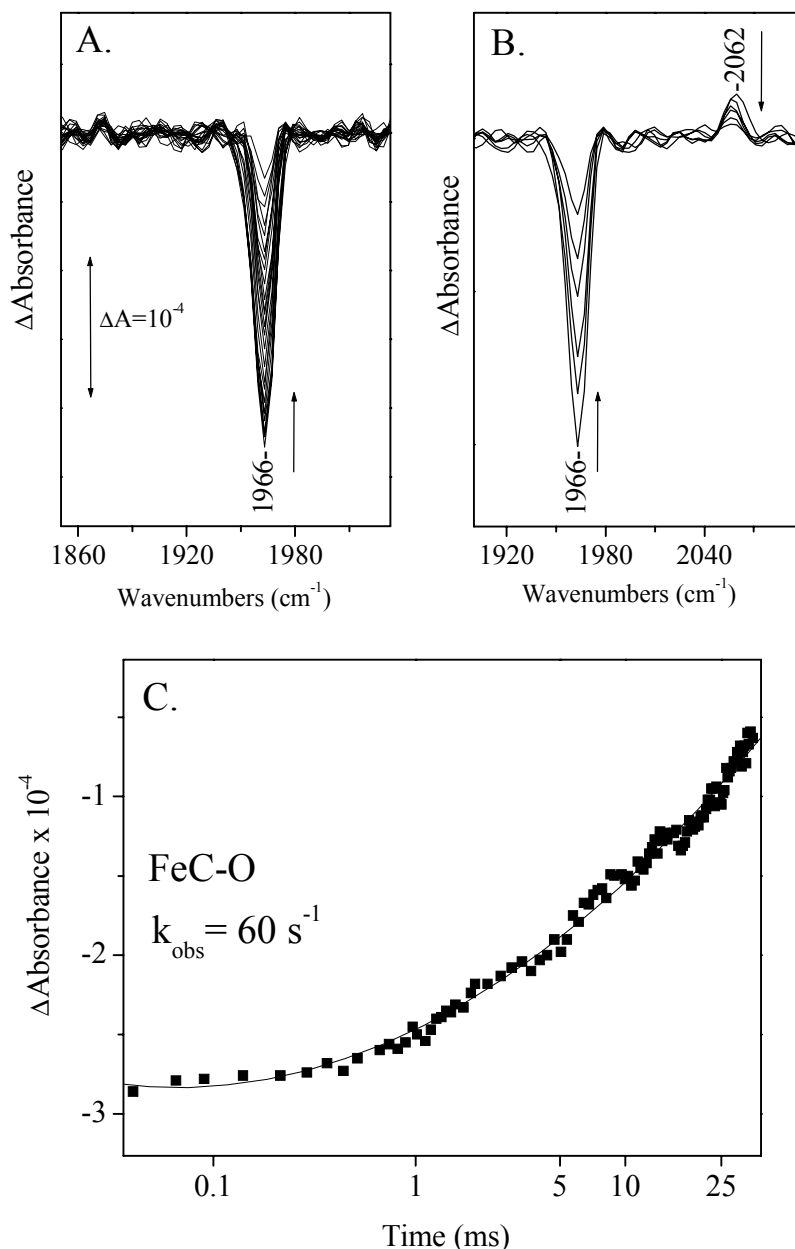 A.
ΔAbsorbance
ΔA=10⁻⁴
1966-
1860 1920 1980
Wavenumbers (cm⁻¹)
B.
-2062
ΔAbsorbance
1966-
1920 1980 2040
Wavenumbers (cm⁻¹)
C.
ΔAbsorbance x 10⁻⁴
-1
-2
-3
FeC-O
k_obs= 60 s⁻¹
0.1 1 5 10 25
Time (ms)